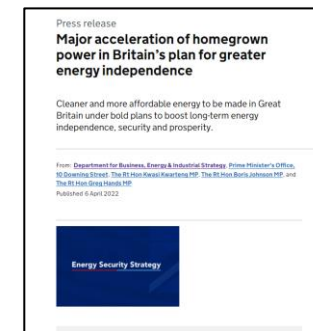 Press release
Major acceleration of homegrown
power in Britain's plan for greater
energy independence
Cleaner and more affordable energy to be made in Great
Britain under bold plans to boost long-term energy
independence, security and prosperity.
From: Department for Business, Energy & Industrial Strategy, Prime Minister's Office,
10 Downing Street, The Rt Hon Kwasi Kwarteng MP, The Rt Hon Boris Johnson MP, and
The Rt Hon Greg Hands MP
Published 6 April 2022
Energy Security Strategy